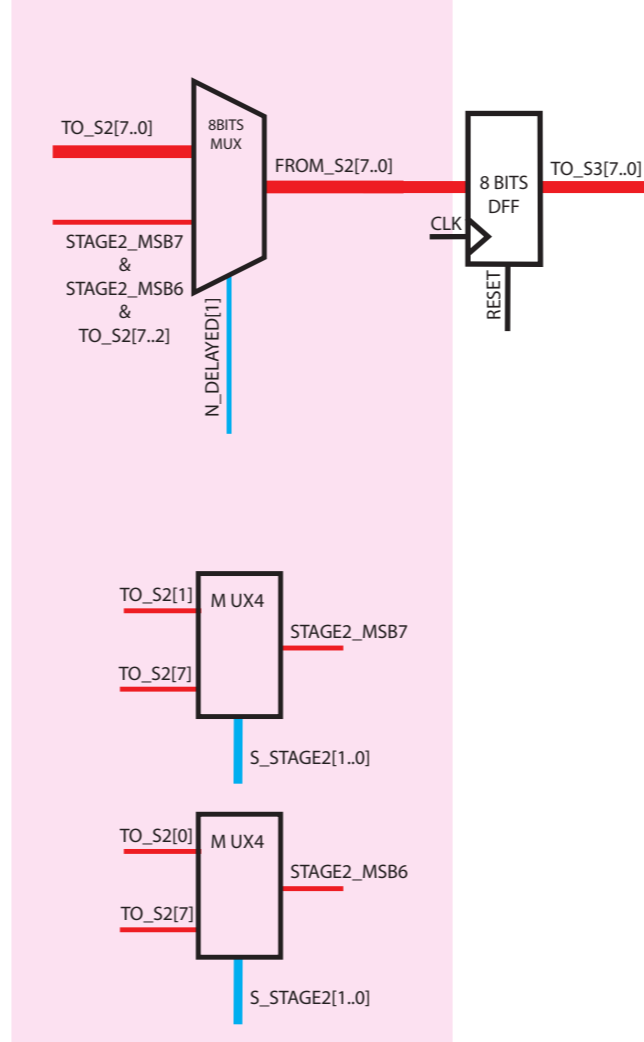 TO_S2[7..0]
8BITS
MUX
FROM_S2[7..0]
8 BITS
DFF
TO_S3[7..0]
CLK
RESET
STAGE2_MSB7
&
STAGE2_MSB6
&
TO_S2[7..2]
N_DELAYED[1]
TO_S2[1]
M UX4
STAGE2_MSB7
TO_S2[7]
S_STAGE2[1..0]
TO_S2[0]
M UX4
STAGE2_MSB6
TO_S2[7]
S_STAGE2[1..0]